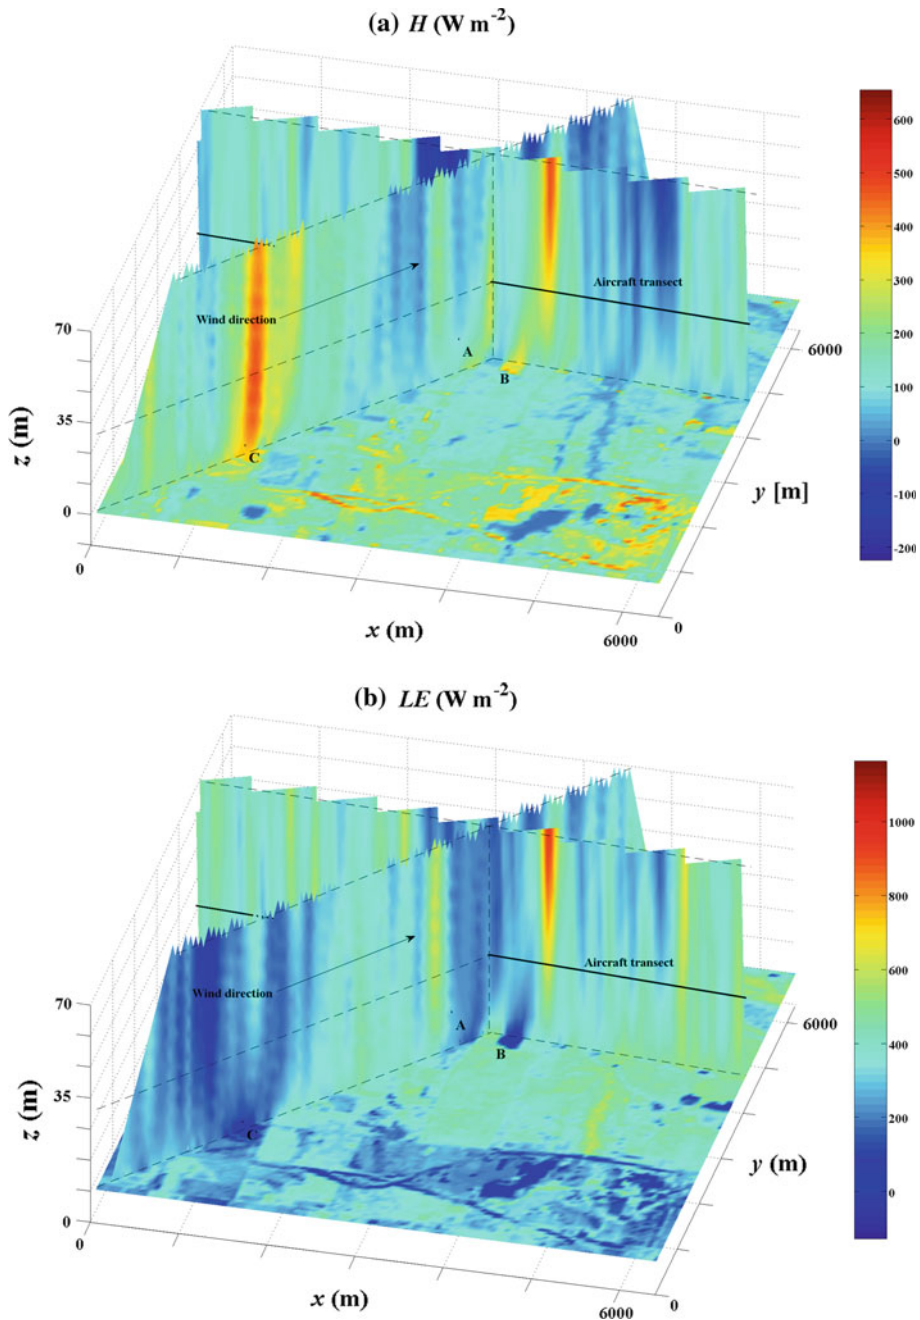 (a) H (W m-2)
600
500
400
300
200
100
0
-100
-200
Aircraft transect
Wind direction
70
35
0
z (m)
A
B
C
6000
y [m]
0
x (m)
6000
0
(b) LE (W m-2)
1000
800
600
400
200
0
Aircraft transect
Wind direction
70
35
0
z (m)
A
B
C
6000
y (m)
0
x (m)
6000
0